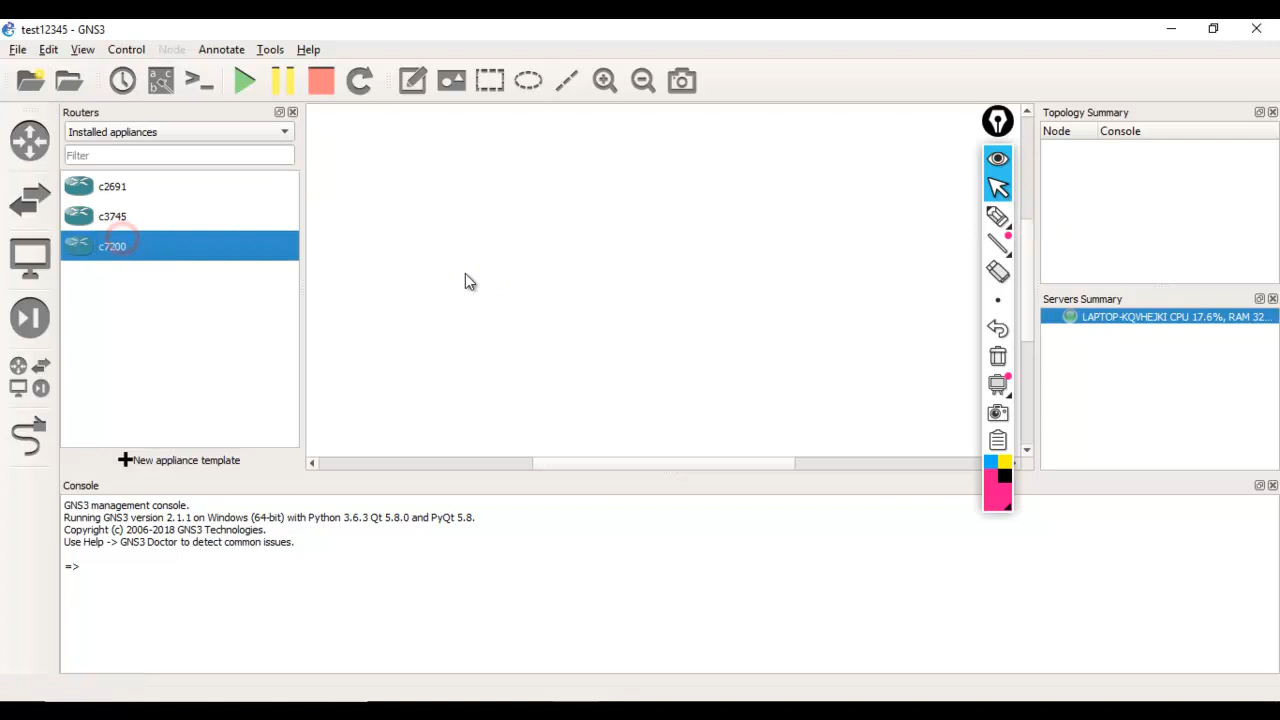 test12345 - GNS3
File Edit View Control Node Annotate Tools Help
Routers
Installed appliances
Filter
c2691
c3745
c7200
New appliance template
Topology Summary
Node Console
Servers Summary
LAPTOP-KQVHEJKI CPU 17.6%, RAM 32...
Console
GNS3 management console.
Running GNS3 version 2.1.1 on Windows (64-bit) with Python 3.6.3 Qt 5.8.0 and PyQt 5.8.
Copyright (c) 2006-2018 GNS3 Technologies.
Use Help -> GNS3 Doctor to detect common issues.
=>